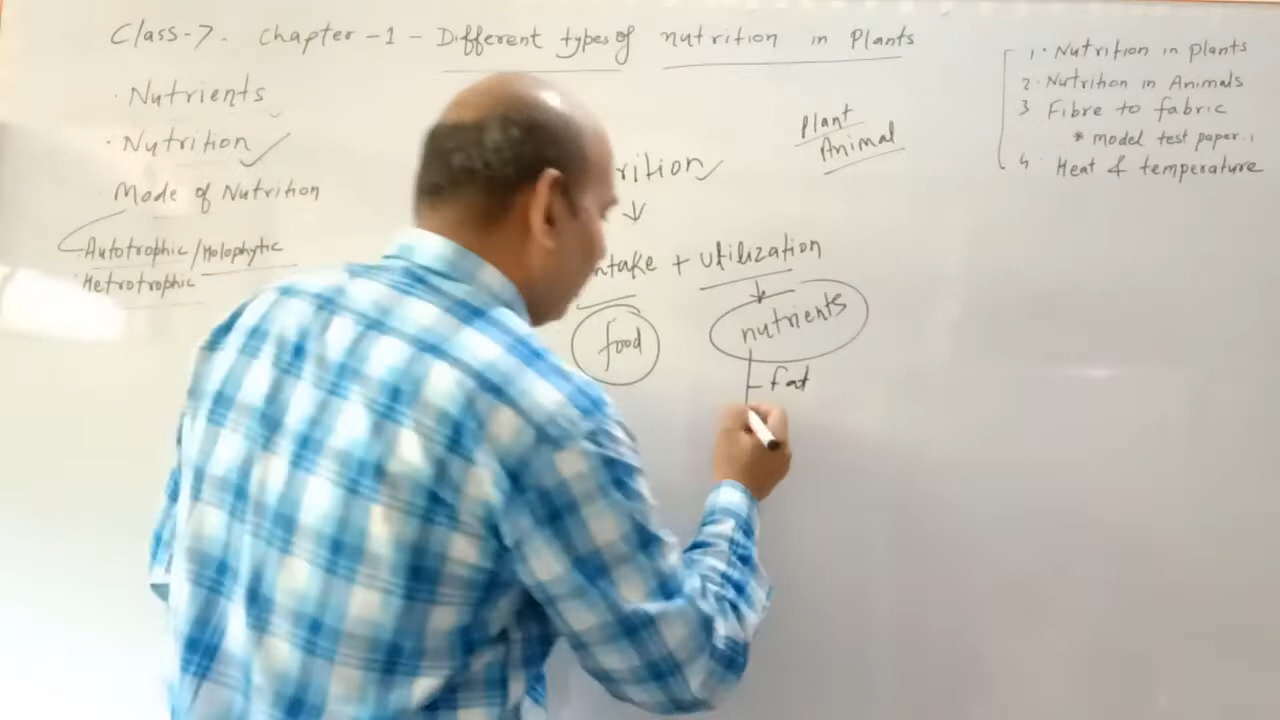 Class-7. Chapter-1- Different types of nutrition in Plants
· Nutrients
· Nutrition
Mode of Nutrition
Autotrophic/Holophytic
Hetrotrophic
rition
ntake + utilization
food
nutrients
fat
Plant
Animal
1. Nutrition in plants
2. Nutrition in Animals
3 Fibre to fabric
* model test paper.1
4. Heat & temperature